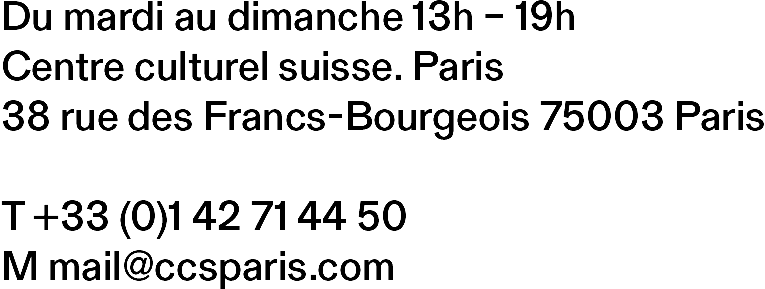 Du mardi au dimanche 13h – 19h
Centre culturel suisse. Paris
38 rue des Francs-Bourgeois 75003 Paris
T +33 (0)1 42 71 44 50
M mail@ccsparis.com